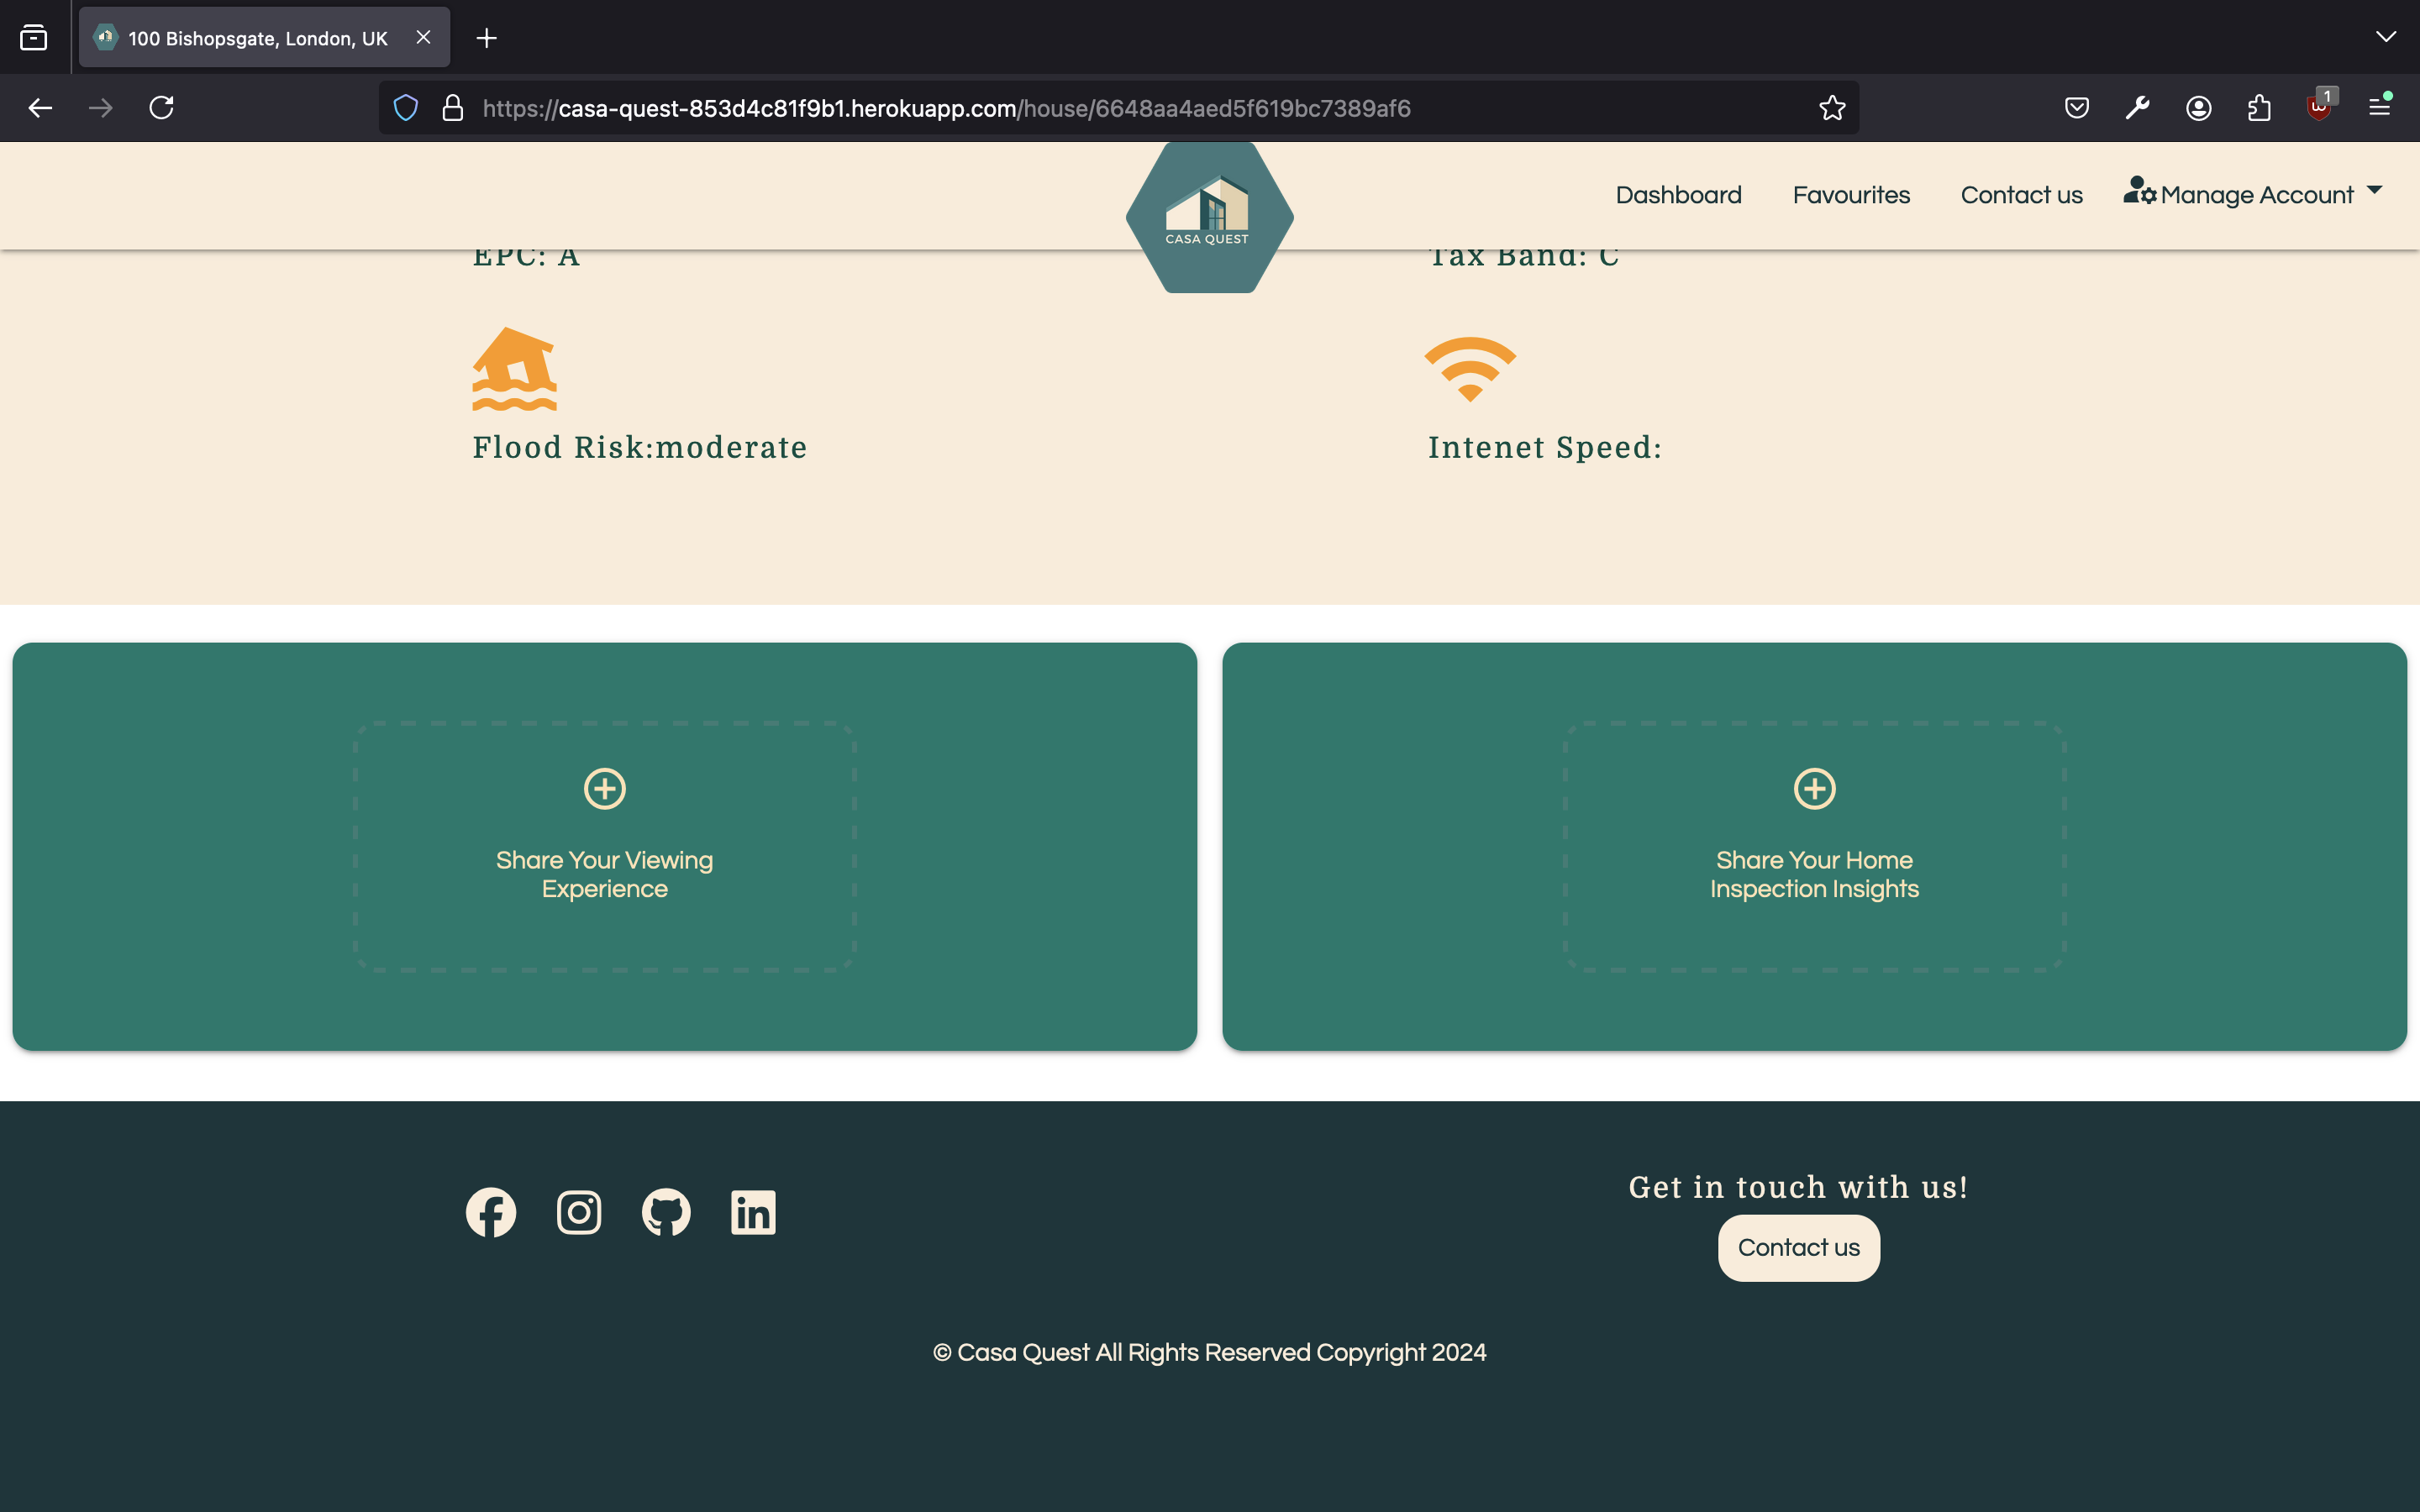 100 Bishopsgate, London, UK
https://casa-quest-853d4c81f9b1.herokuapp.com/house/6648aa4aed5f619bc7389af6
1
CASA QUEST
Dashboard
Favourites
Contact us
Manage Account
EPC: A
Tax Band: C
Flood Risk:moderate
Intenet Speed:
Share Your Viewing
Experience
Share Your Home
Inspection Insights
Get in touch with us!
Contact us
© Casa Quest All Rights Reserved Copyright 2024